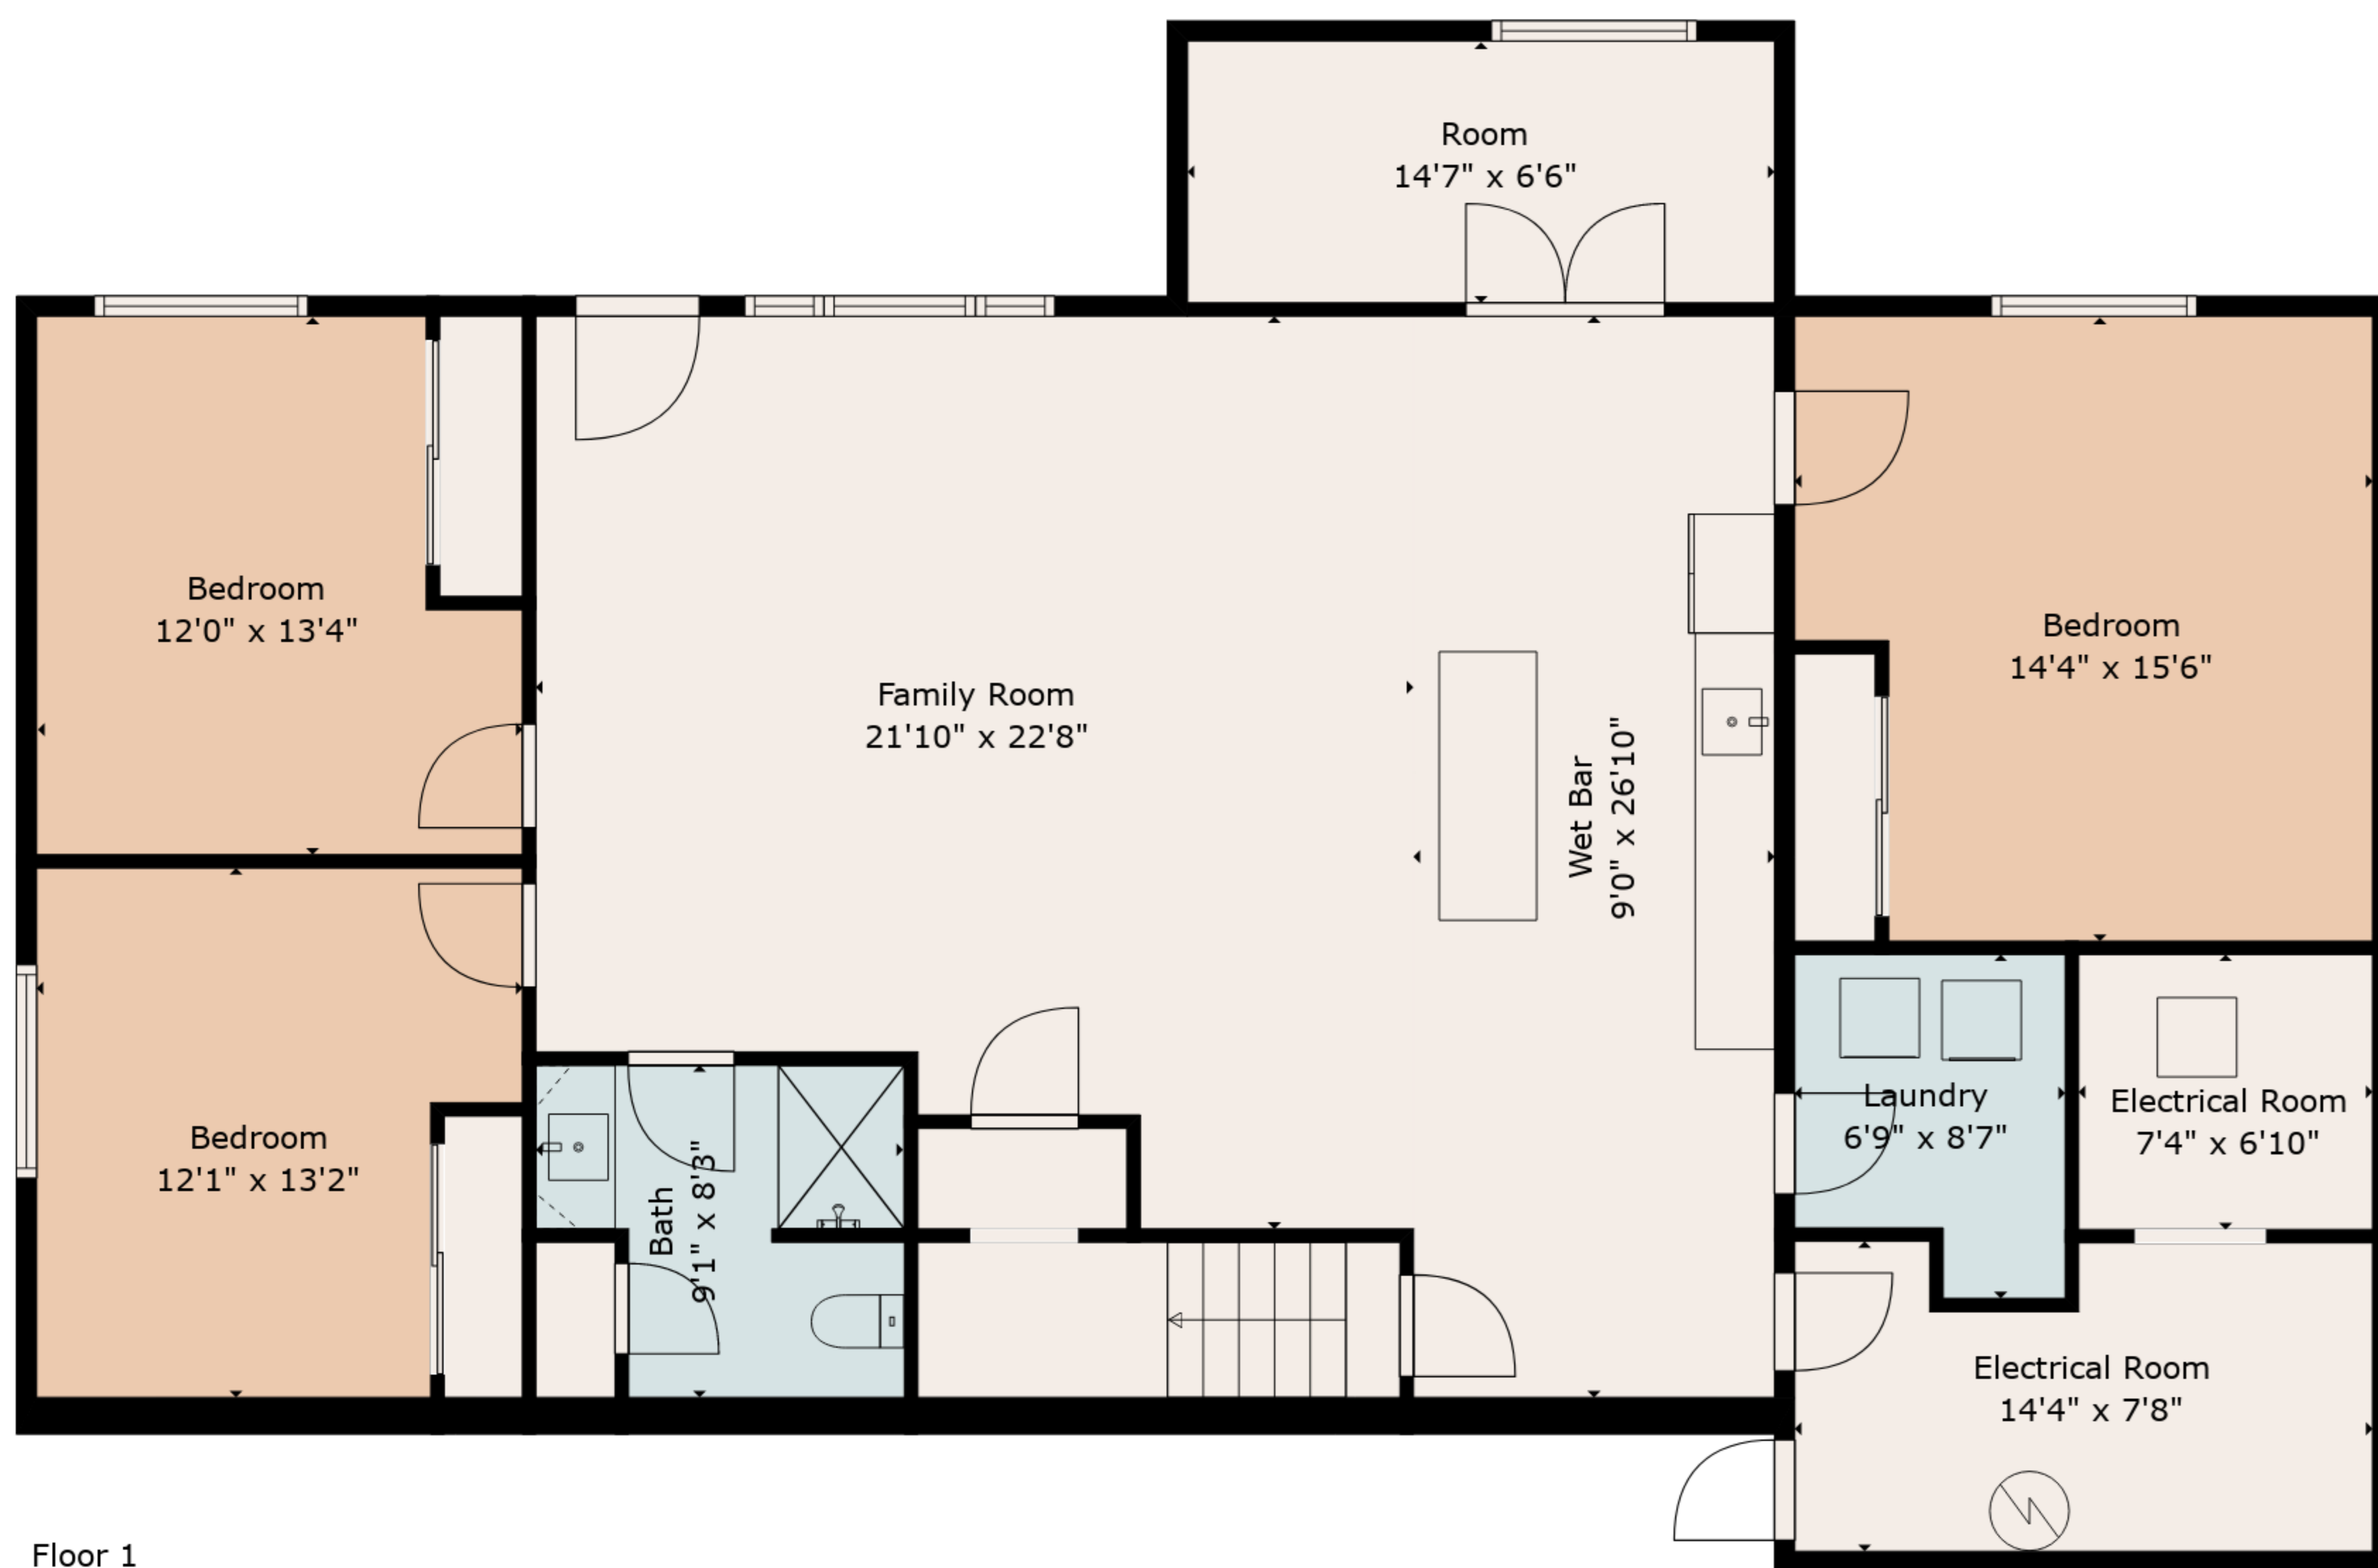 Room
14'7" x 6'6"
Bedroom
12'0" x 13'4"
Family Room
21'10" x 22'8"
Wet Bar
9'0" x 26'10"
Bedroom
14'4" x 15'6"
Bedroom
12'1" x 13'2"
Bath
9'1" x 8'3"
Laundry
6'9" x 8'7"
Electrical Room
7'4" x 6'10"
Electrical Room
14'4" x 7'8"
Floor 1